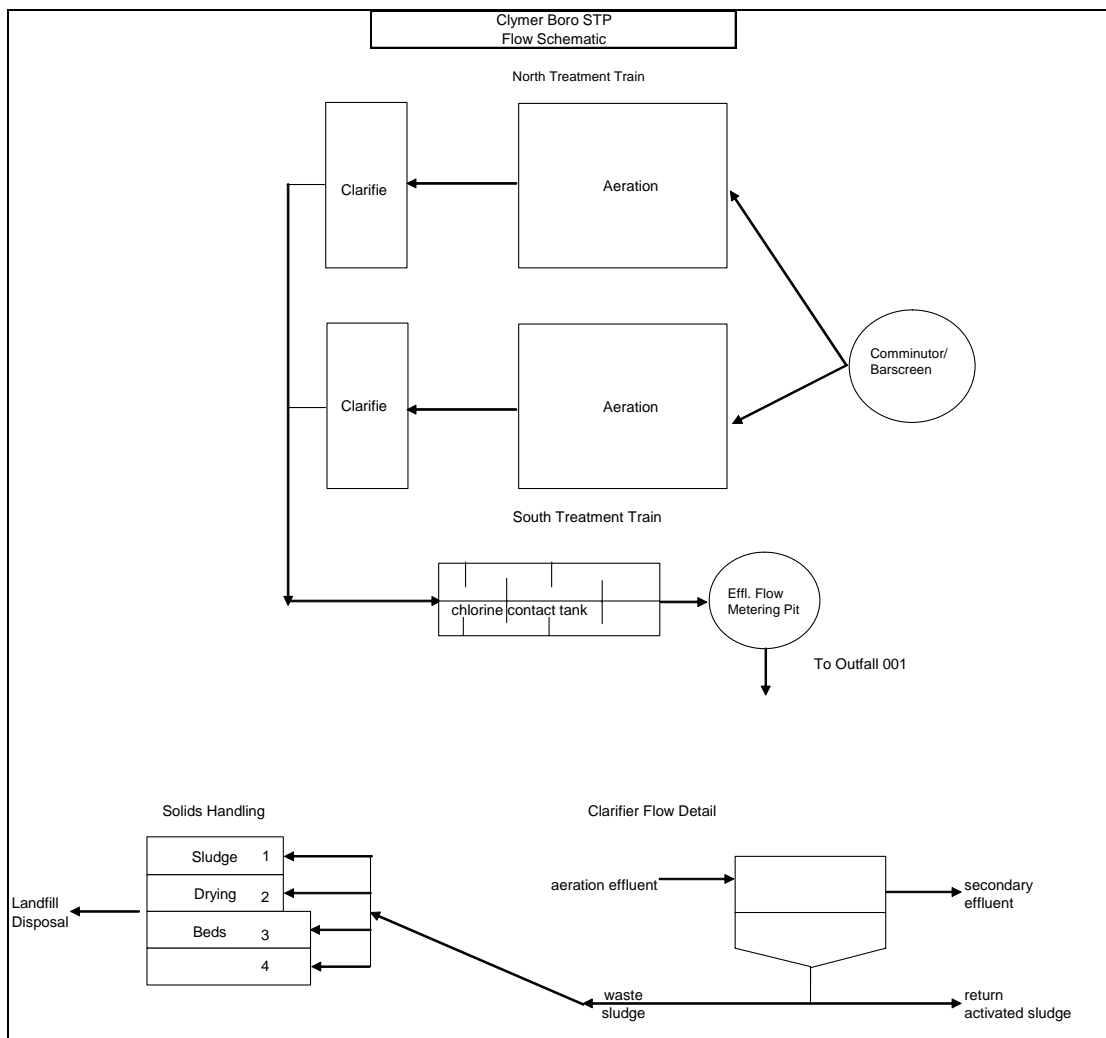 Clymer Boro STP
Flow Schematic
North Treatment Train
Clarifie
Aeration
Comminutor/
Barscreen
Clarifie
Aeration
South Treatment Train
chlorine contact tank
Effl. Flow
Metering Pit
To Outfall 001
Solids Handling
Clarifier Flow Detail
Sludge 1
Drying 2
Beds 3
4
Landfill
Disposal
aeration effluent
secondary
effluent
waste
sludge
return
activated sludge